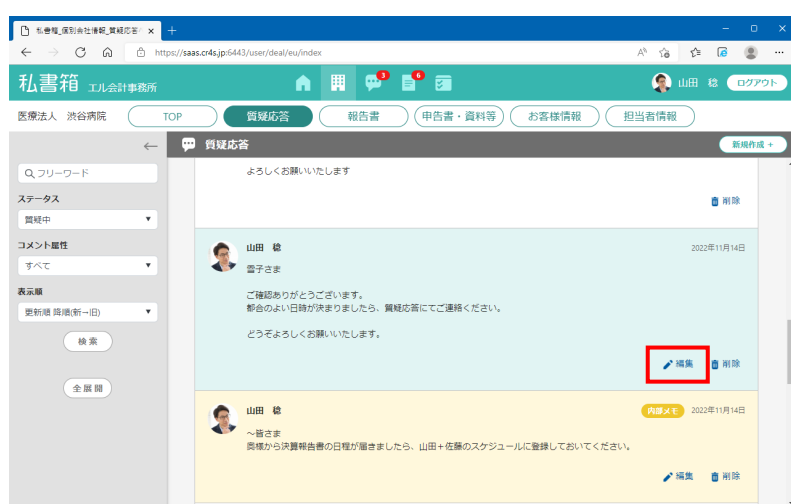 私書箱_個別会社情報_質疑応答
https://saas.cr4s.jp:6443/user/deal/eu/index
私書箱 エル会計事務所
3
6
山田 稔
ログアウト
医療法人 渋谷病院
TOP
質疑応答
報告書
申告書・資料等
お客様情報
担当者情報
質疑応答
新規作成 +
フリーワード
ステータス
質疑中
コメント属性
すべて
表示順
更新順 降順(新→旧)
検 索
全 展 開
よろしくお願いいたします
削除
山田 稔
2022年11月14日
雲子さま
ご確認ありがとうございます。
都合のよい日時が決まりましたら、質疑応答にてご連絡ください。
どうぞよろしくお願いいたします。
編集
削除
山田 稔
内部メモ
2022年11月14日
～皆さま
奥様から決算報告書の日程が届きましたら、山田＋佐藤のスケジュールに登録しておいてください。
編集
削除